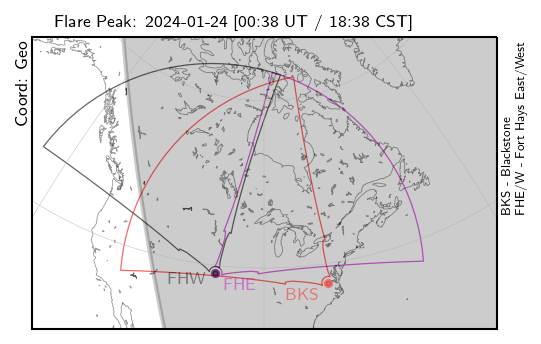 Flare Peak: 2024-01-24 [00:38 UT / 18:38 CST]
Coord: Geo
BKS - Blackstone
FHE/W - Fort Hays East/West
1
FHW
FHE
BKS